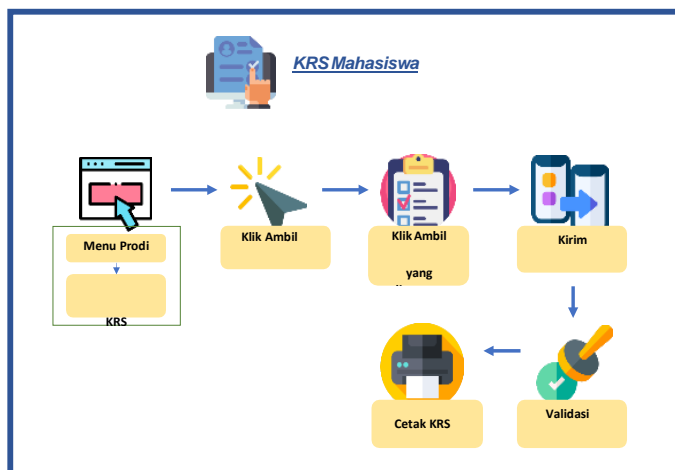 KRS Mahasiswa
Menu Prodi
KRS
Klik Ambil
Klik Ambil
yang
Kirim
Validasi
Cetak KRS